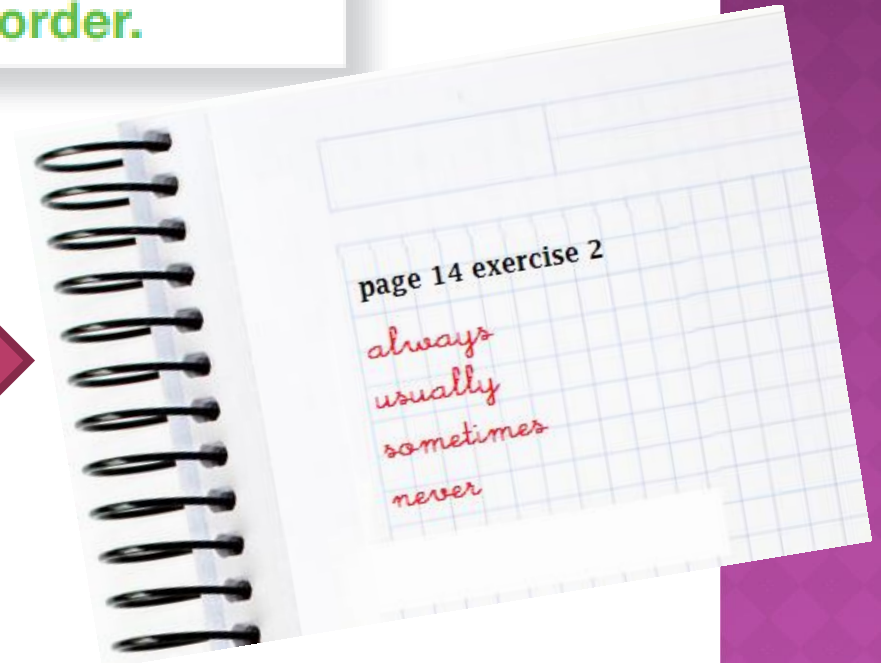 order.
page 14 exercise 2
always
usually
sometimes
never